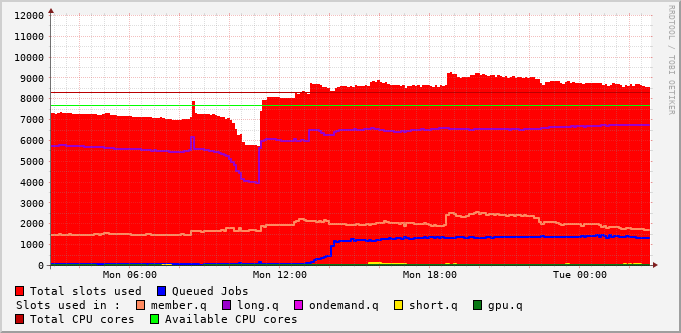 12000
11000
10000
9000
8000
7000
6000
5000
4000
3000
2000
1000
0
Mon 06:00 Mon 12:00 Mon 18:00 Tue 00:00
RRDTOOL / TOBI OETIKER
Total slots used Queued Jobs
Slots used in : member.q long.q ondemand.q short.q gpu.q
Total CPU cores Available CPU cores